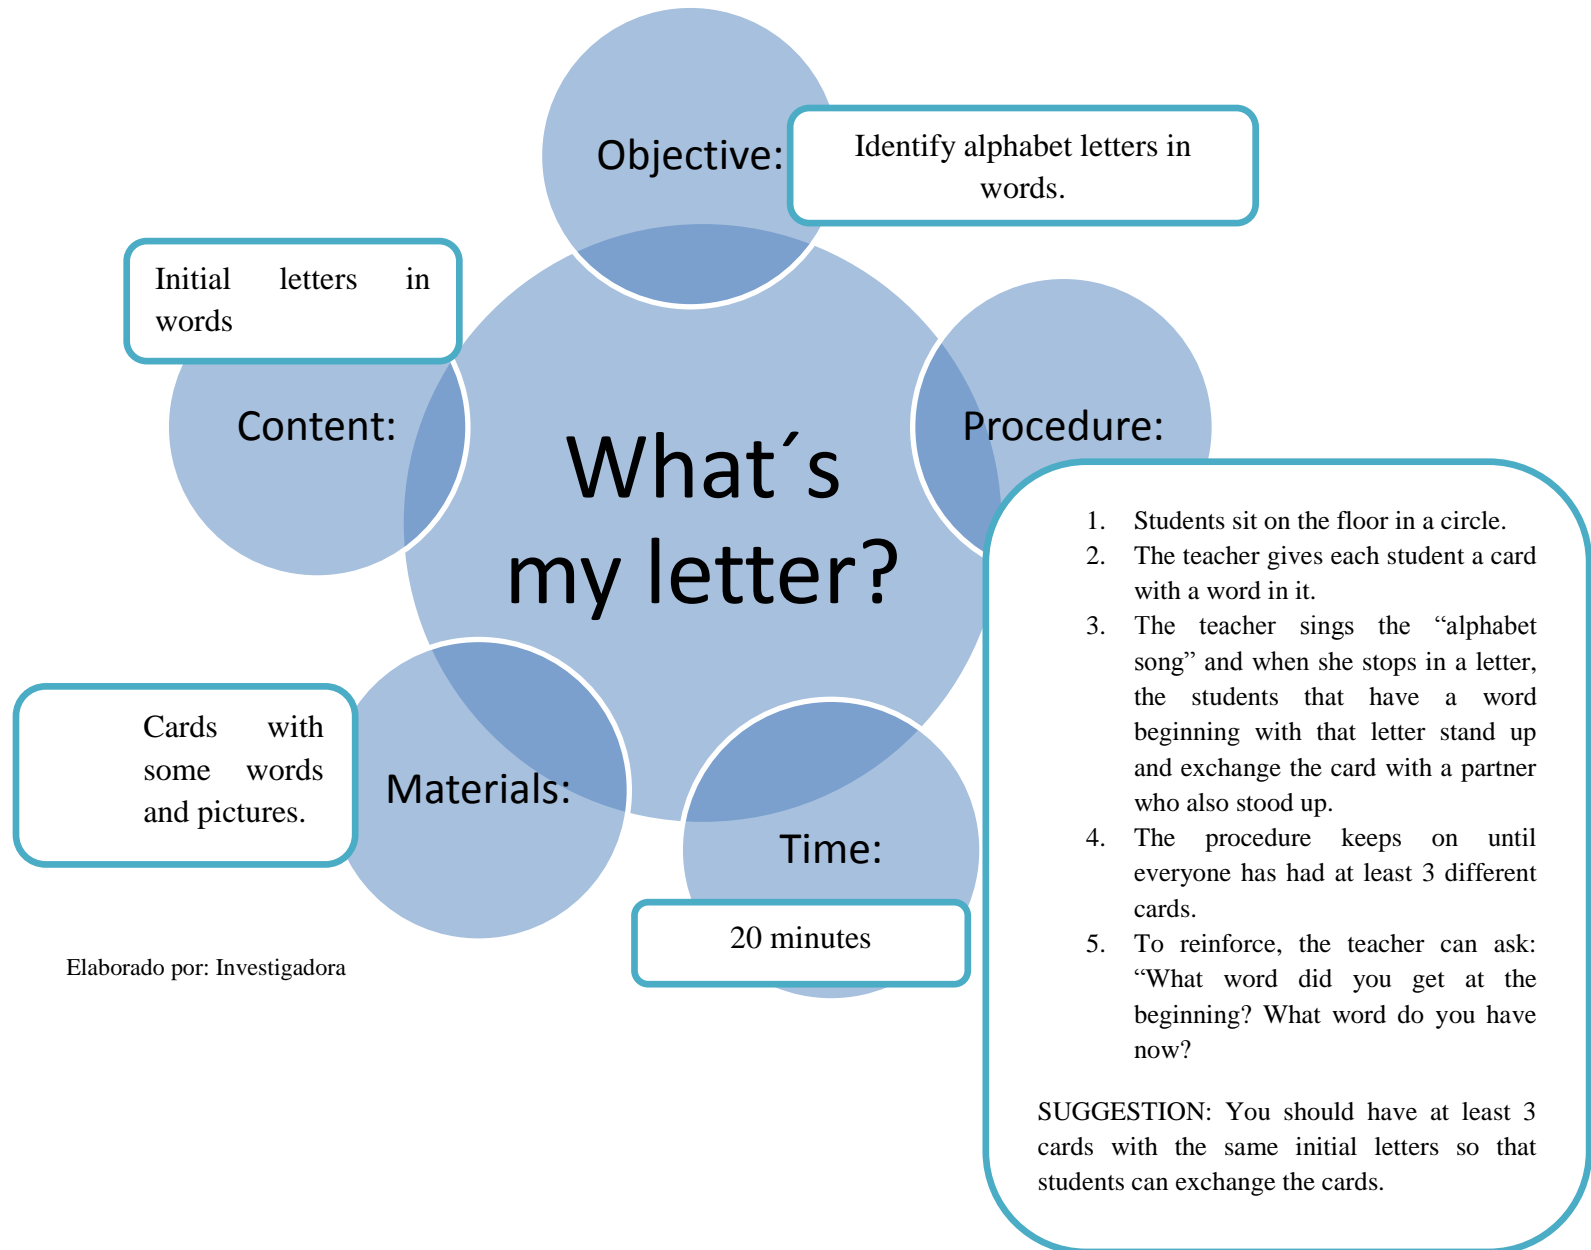 Objective:
Identify alphabet letters in
words.
Initial letters in
words
Content:
What´s
my letter?
Procedure:
1. Students sit on the floor in a circle.
2. The teacher gives each student a card
with a word in it.
3. The teacher sings the “alphabet
song” and when she stops in a letter,
the students that have a word
beginning with that letter stand up
and exchange the card with a partner
who also stood up.
4. The procedure keeps on until
everyone has had at least 3 different
cards.
5. To reinforce, the teacher can ask:
“What word did you get at the
beginning? What word do you have
now?
SUGGESTION: You should have at least 3
cards with the same initial letters so that
students can exchange the cards.
Cards with
some words
and pictures.
Materials:
Time:
20 minutes
Elaborado por: Investigadora